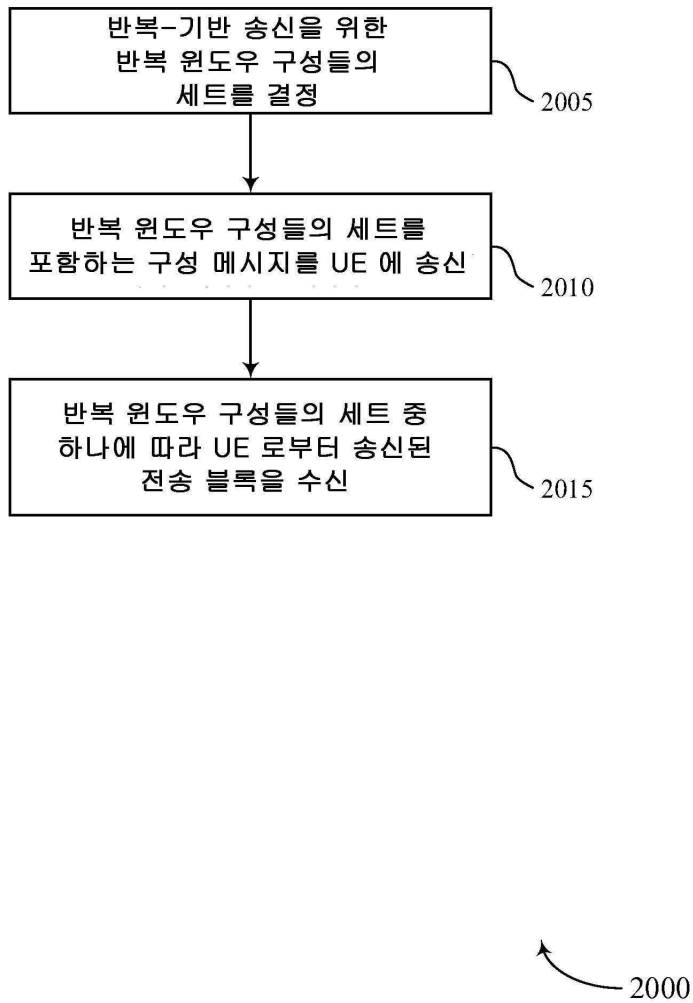 반복-기반 송신을 위한
반복 윈도우 구성들의
세트를 결정
2005
반복 윈도우 구성들의 세트를
포함하는 구성 메시지를 UE 에 송신
2010
반복 윈도우 구성들의 세트 중
하나에 따라 UE 로부터 송신된
전송 블록을 수신
2015
2000